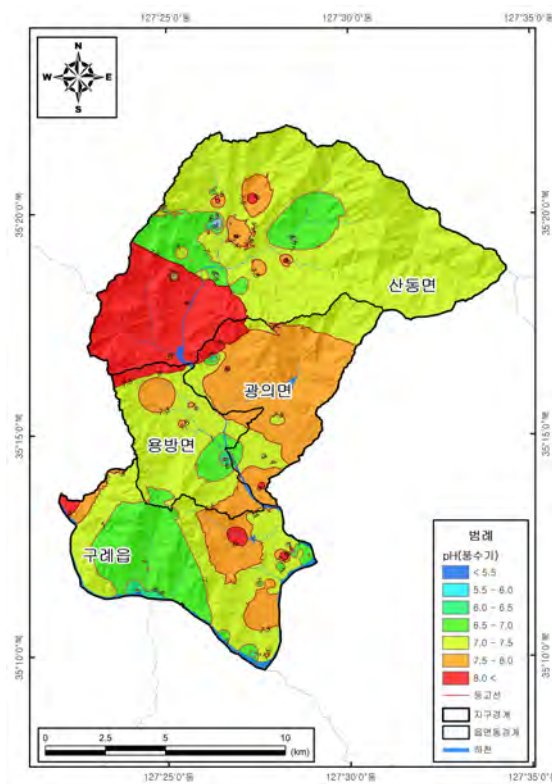 127°25'0"동
127°30'0"동
127°35'0"동
N
W
E
S
35°20'0"북
35°20'0"북
산동면
광의면
용방면
35°15'0"북
35°15'0"북
구례읍
범례
pH(풍수기)
< 5.5
5.5 - 6.0
6.0 - 6.5
6.5 - 7.0
7.0 - 7.5
7.5 - 8.0
8.0 <
등고선
지구경계
읍면동경계
하천
35°10'0"북
35°10'0"북
0
2.5
5
10
(km)
127°25'0"동
127°30'0"동
127°35'0"동